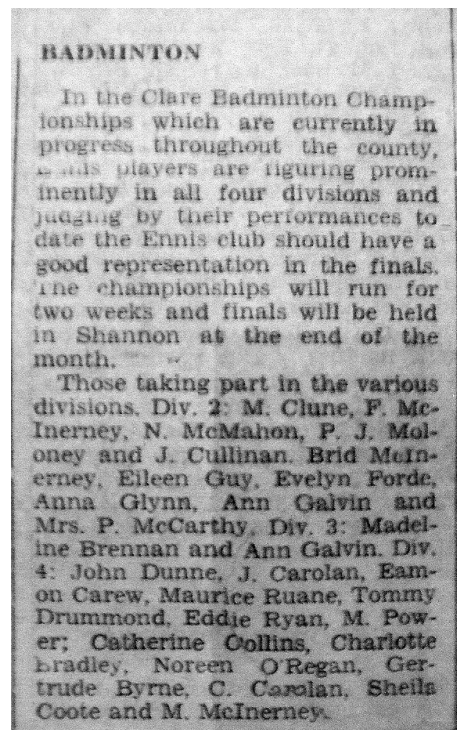 BADMINTON
In the Clare Badminton Champ-
ionships which are currently in
progress throughout the county,
Ennis players are figuring prom-
inently in all four divisions and
judging by their performances to
date the Ennis club should have a
good representation in the finals.
The championships will run for
two weeks and finals will be held
in Shannon at the end of the
month.
Those taking part in the various
divisions. Div. 2: M. Clune, F. Mc-
Inerney, N. McMahon, P. J. Mol-
oney and J. Cullinan. Brid McIn-
erney, Eileen Guy, Evelyn Forde,
Anna Glynn, Ann Galvin and
Mrs. P. McCarthy, Div. 3: Madel-
ine Brennan and Ann Galvin. Div.
4: John Dunne, J. Carolan, Eam-
on Carew, Maurice Ruane, Tommy
Drummond, Eddie Ryan, M. Pow-
er; Catherine Collins, Charlotte
Bradley, Noreen O'Regan, Ger-
trude Byrne, C. Carolan, Sheila
Coote and M. McInerney.